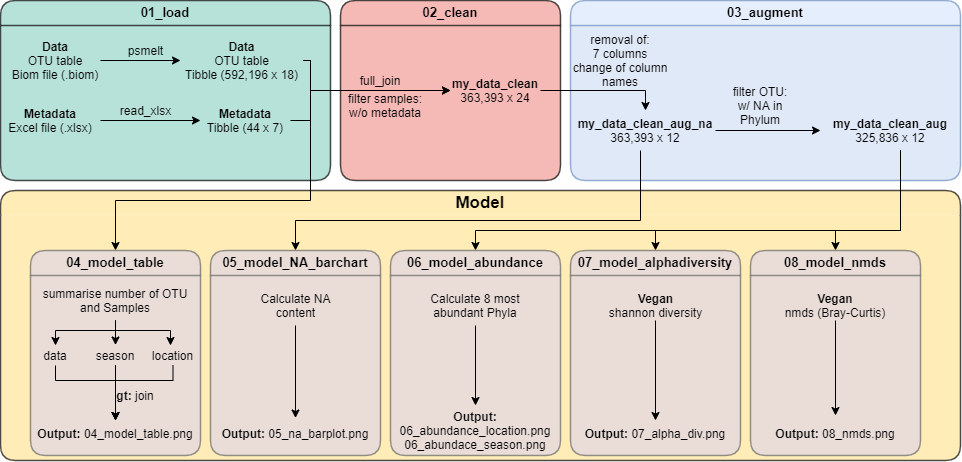 01_load
Data
OTU table
Biom file (.biom)
psmelt
Data
OTU table
Tibble (592,196 x 18)
Metadata
Excel file (.xlsx)
read_xlsx
Metadata
Tibble (44 x 7)
02_clean
full_join
filter samples:
w/o metadata
my_data_clean
363,393 x 24
03_augment
removal of:
7 columns
change of column
names
my_data_clean_aug_na
363,393 x 12
filter OTU:
w/ NA in
Phylum
my_data_clean_aug
325,836 x 12
Model
04_model_table
summarise number of OTU
and Samples
data
season
location
gt: join
Output: 04_model_table.png
05_model_NA_barchart
Calculate NA
content
Output: 05_na_barplot.png
06_model_abundance
Calculate 8 most
abundant Phyla
Output:
06_abundance_location.png
06_abundace_season.png
07_model_alphadiversity
Vegan
shannon diversity
Output: 07_alpha_div.png
08_model_nmds
Vegan
nmds (Bray-Curtis)
Output: 08_nmds.png